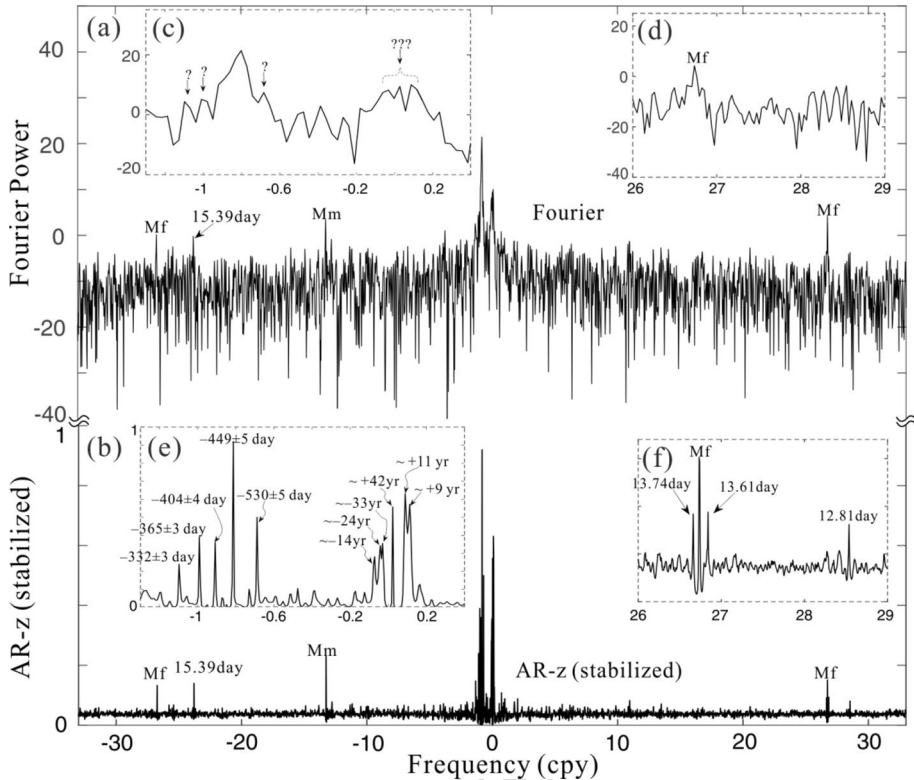 (a)
(c)
(d)
40
20
0
-20
-40
Fourier Power
20
0
-20
? ? ? ???
-1 -0.6 -0.2 0.2
20
0
-20
-40
Mf
26 27 28 29
Mf
15.39day
Mm
Fourier
Mf
(b)
(e)
(f)
1
0
AR-z (stabilized)
1
0
−449±5 day
−404±4 day
−365±3 day
−332±3 day
−530±5 day
~ +11 yr
~ +42yr
~ +9 yr
~−33yr
~−24yr
~−14yr
-1 -0.6 -0.2 0.2
Mf
13.74day
13.61day
12.81day
26 27 28 29
Mf
15.39day
Mm
AR-z (stabilized)
Mf
-30 -20 -10 0 10 20 30
Frequency (cpy)